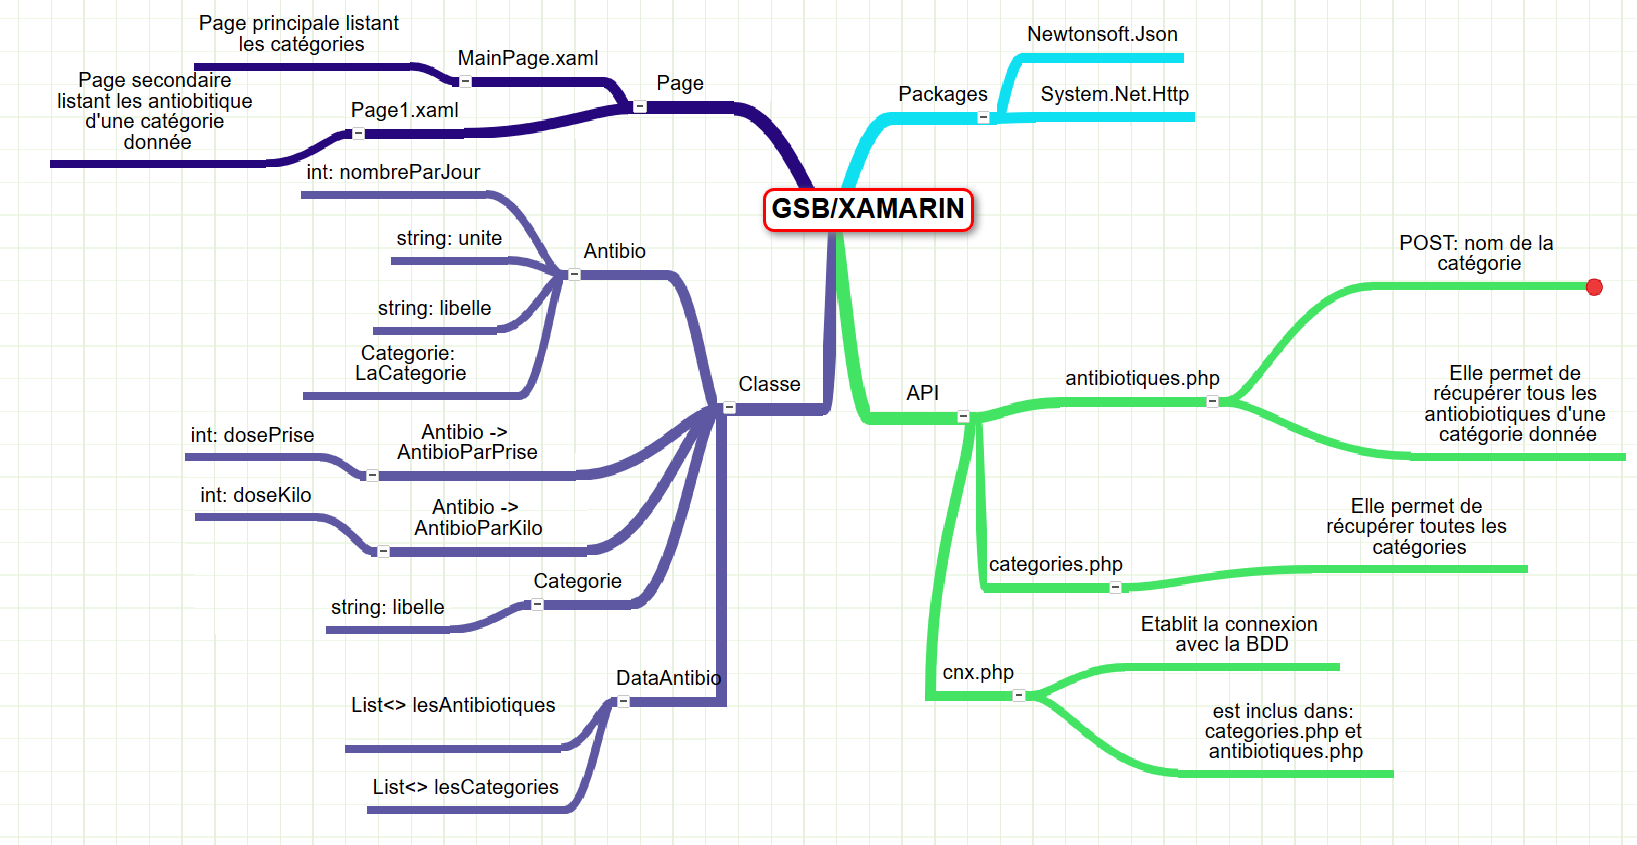 GSB/XAMARIN
Page
MainPage.xaml
Page principale listant
les catégories
Page1.xaml
Page secondaire
listant les antiobitique
d'une catégorie
donnée
Packages
Newtonsoft.Json
System.Net.Http
Classe
Antibio
int: nombreParJour
string: unite
string: libelle
Categorie:
LaCategorie
Antibio ->
AntibioParPrise
int: dosePrise
Antibio ->
AntibioParKilo
int: doseKilo
Categorie
string: libelle
DataAntibio
List<> lesAntibiotiques
List<> lesCategories
API
antibiotiques.php
POST: nom de la
catégorie
Elle permet de
récupérer tous les
antiobiotiques d'une
catégorie donnée
categories.php
Elle permet de
récupérer toutes les
catégories
cnx.php
Etablit la connexion
avec la BDD
est inclus dans:
categories.php et
antibiotiques.php